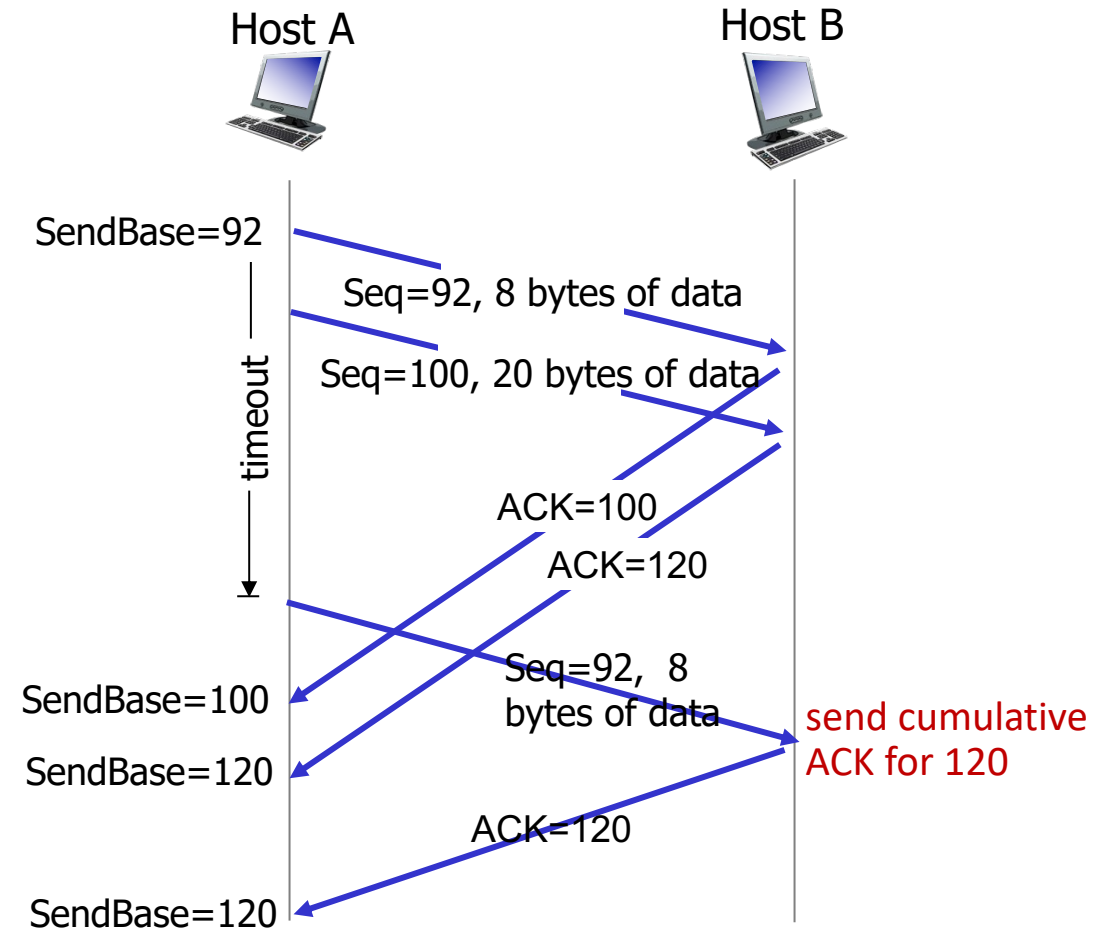 Host A
Host B
SendBase=92
Seq=92, 8 bytes of data
Seq=100, 20 bytes of data
timeout
ACK=100
ACK=120
Seq=92,  8
bytes of data
SendBase=100
send cumulative
ACK for 120
SendBase=120
ACK=120
SendBase=120